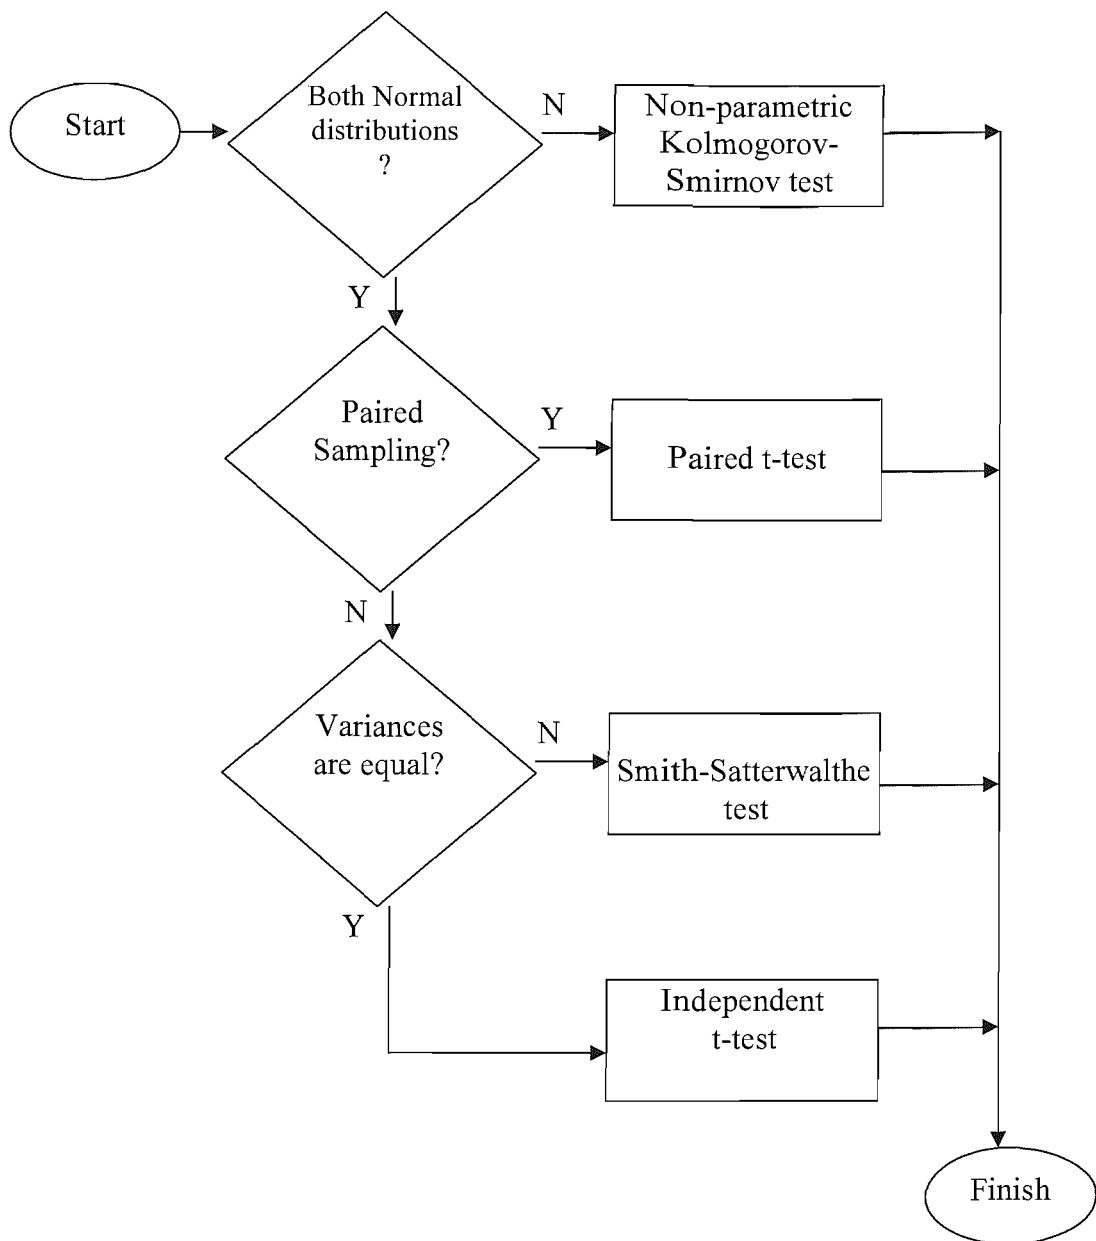 Start
Both Normal
distributions
?
N
Non-parametric
Kolmogorov-
Smirnov test
Y
Paired
Sampling?
Y
Paired t-test
N
Variances
are equal?
N
Smith-Satterwalthe
test
Y
Independent
t-test
Finish